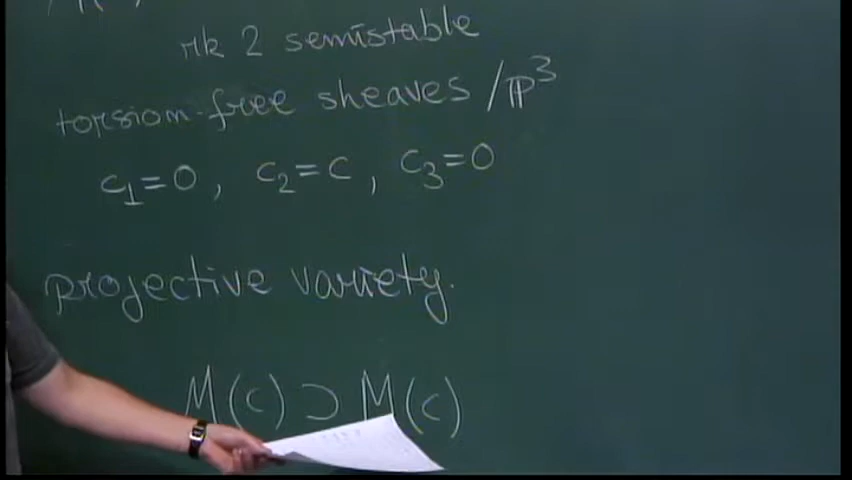 rk 2 semistable
torsion-free sheaves / ℙ³
c₁=0, c₂=c, c₃=0
projective variety.
M(c) ⊃ M(c)